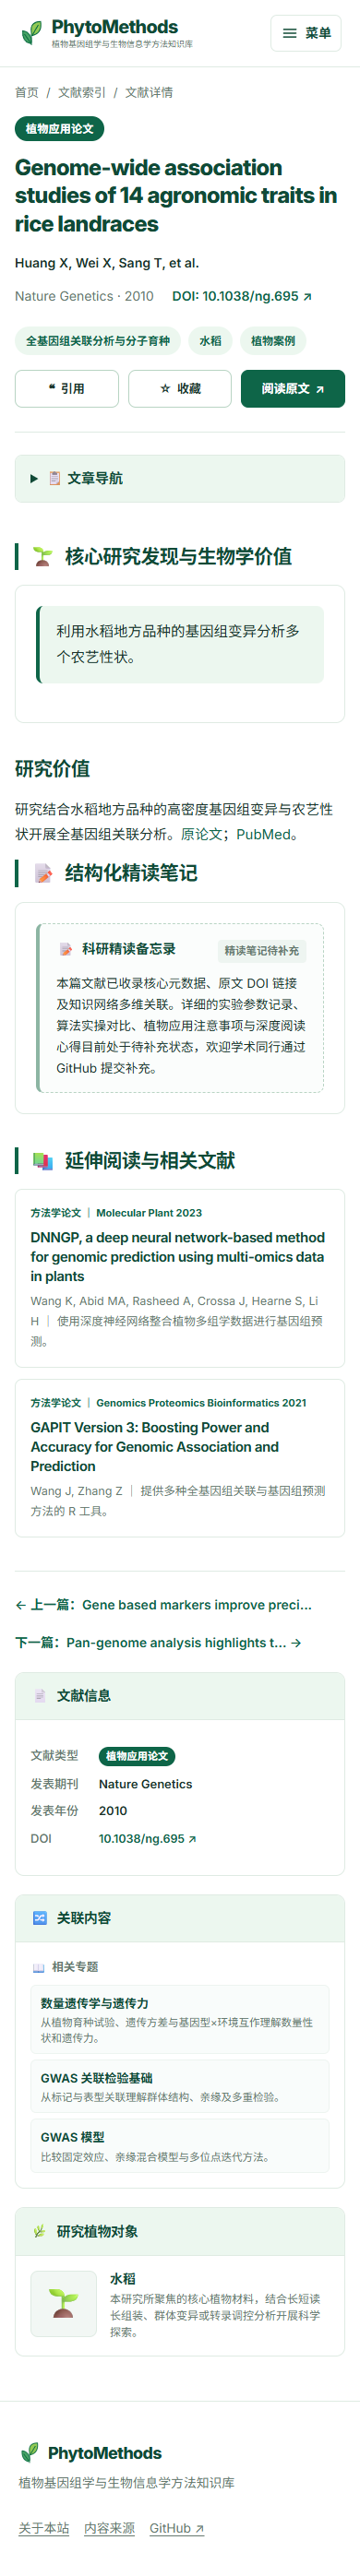 PhytoMethods
植物基因组学与生物信息学方法知识库
菜单
首页 / 文献索引 / 文献详情
植物应用论文
Genome-wide association
studies of 14 agronomic traits in
rice landraces
Huang X, Wei X, Sang T, et al.
Nature Genetics · 2010 DOI: 10.1038/ng.695 ↗
全基因组关联分析与分子育种 水稻 植物案例
❝ 引用 ☆ 收藏 阅读原文 ↗
▶ 文章导航
核心研究发现与生物学价值
利用水稻地方品种的基因组变异分析多
个农艺性状。
研究价值
研究结合水稻地方品种的高密度基因组变异与农艺性
状开展全基因组关联分析。原论文；PubMed。
结构化精读笔记
科研精读备忘录 精读笔记待补充
本篇文献已收录核心元数据、原文 DOI 链接
及知识网络多维关联。详细的实验参数记录、
算法实操对比、植物应用注意事项与深度阅读
心得目前处于待补充状态，欢迎学术同行通过
GitHub 提交补充。
延伸阅读与相关文献
方法学论文 ｜ Molecular Plant 2023
DNNGP, a deep neural network-based method
for genomic prediction using multi-omics data
in plants
Wang K, Abid MA, Rasheed A, Crossa J, Hearne S, Li
H ｜ 使用深度神经网络整合植物多组学数据进行基因组预
测。
方法学论文 ｜ Genomics Proteomics Bioinformatics 2021
GAPIT Version 3: Boosting Power and
Accuracy for Genomic Association and
Prediction
Wang J, Zhang Z ｜ 提供多种全基因组关联与基因组预测
方法的 R 工具。
← 上一篇：Gene based markers improve preci...
下一篇：Pan-genome analysis highlights t... →
文献信息
文献类型 植物应用论文
发表期刊 Nature Genetics
发表年份 2010
DOI 10.1038/ng.695 ↗
关联内容
相关专题
数量遗传学与遗传力
从植物育种试验、遗传方差与基因型×环境互作理解数量性
状和遗传力。
GWAS 关联检验基础
从标记与表型关联理解群体结构、亲缘及多重检验。
GWAS 模型
比较固定效应、亲缘混合模型与多位点迭代方法。
研究植物对象
水稻
本研究所聚焦的核心植物材料，结合长短读
长组装、群体变异或转录调控分析开展科学
探索。
PhytoMethods
植物基因组学与生物信息学方法知识库
关于本站 内容来源 GitHub ↗